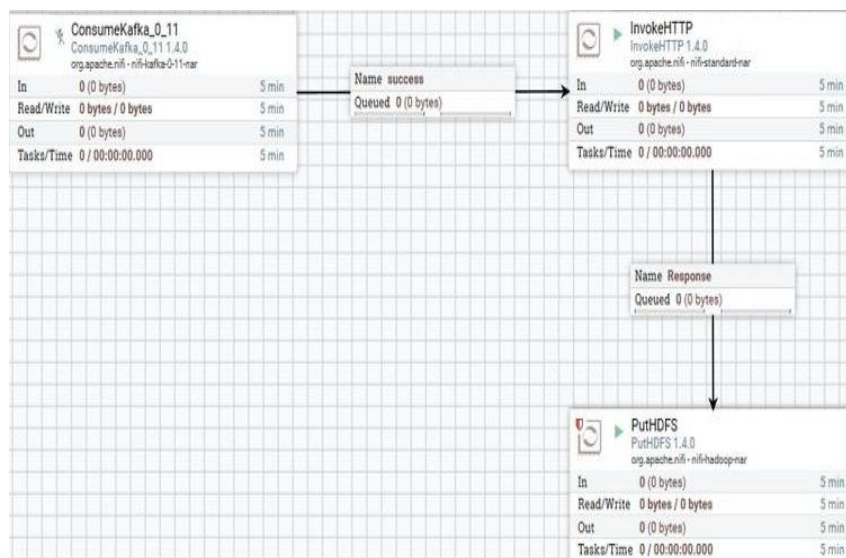 ConsumeKafka_0_11
ConsumeKafka_0_11 1.4.0
org.apache.nifi - nifi-kafka-0-11-nar
In 0 (0 bytes) 5 min
Read/Write 0 bytes / 0 bytes 5 min
Out 0 (0 bytes) 5 min
Tasks/Time 0 / 00:00:00.000 5 min
Name success
Queued 0 (0 bytes)
InvokeHTTP
InvokeHTTP 1.4.0
org.apache.nifi - nifi-standard-nar
In 0 (0 bytes) 5 min
Read/Write 0 bytes / 0 bytes 5 min
Out 0 (0 bytes) 5 min
Tasks/Time 0 / 00:00:00.000 5 min
Name Response
Queued 0 (0 bytes)
PutHDFS
PutHDFS 1.4.0
org.apache.nifi - nifi-hadoop-nar
In 0 (0 bytes) 5 min
Read/Write 0 bytes / 0 bytes 5 min
Out 0 (0 bytes) 5 min
Tasks/Time 0 / 00:00:00.000 5 min